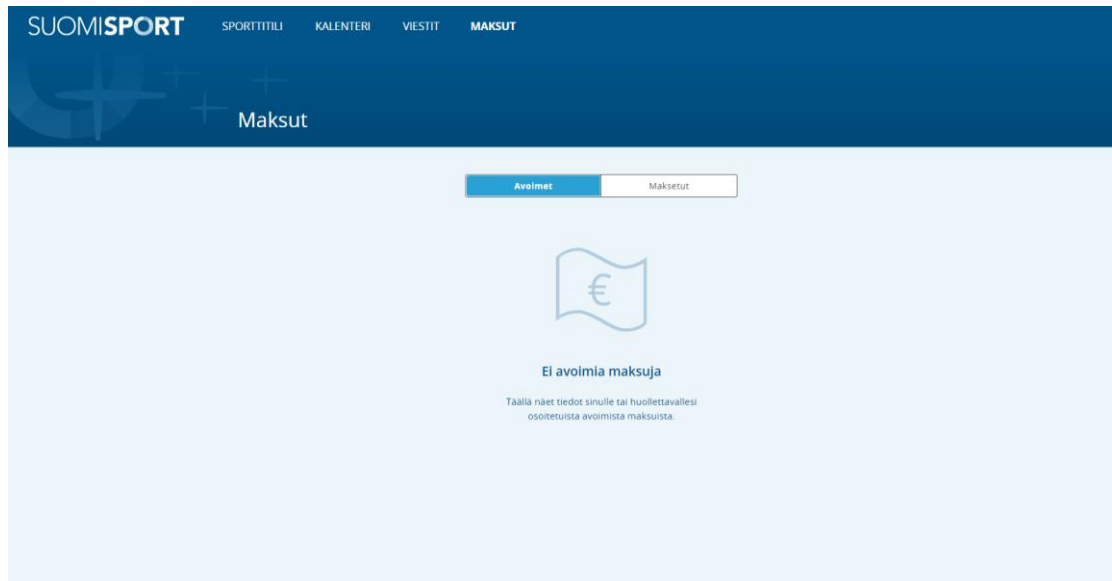 SUOMISPORT SPORTTITILI KALENTERI VIESTIT MAKSUT
Maksut
Avoimet Maksetut
€
Ei avoimia maksuja
Täällä näet tiedot sinulle tai huollettavallesi
osoitetuista avoimista maksuista.